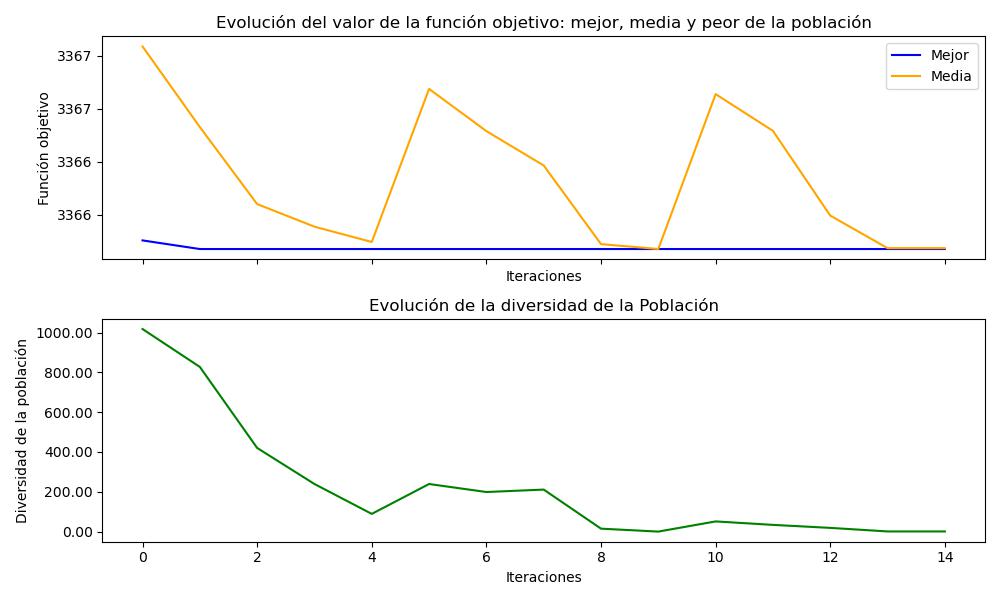 Evolución del valor de la función objetivo: mejor, media y peor de la población
Función objetivo
3367
3367
3366
3366
Mejor
Media
Iteraciones
Evolución de la diversidad de la Población
Diversidad de la población
1000.00
800.00
600.00
400.00
200.00
0.00
0 2 4 6 8 10 12 14
Iteraciones